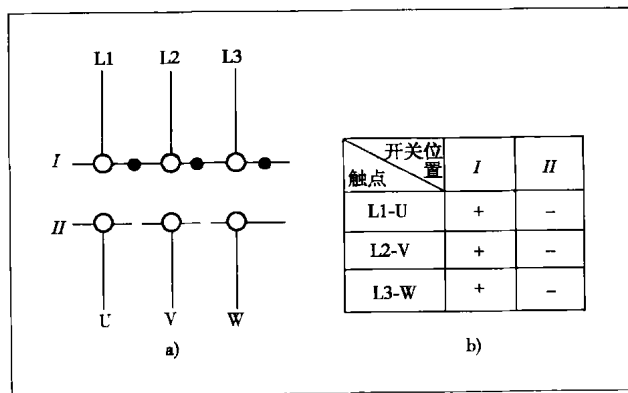 L1 L2 L3
I
II
U V W
a)
开关位置
触点
I II
L1-U + −
L2-V + −
L3-W + −
b)